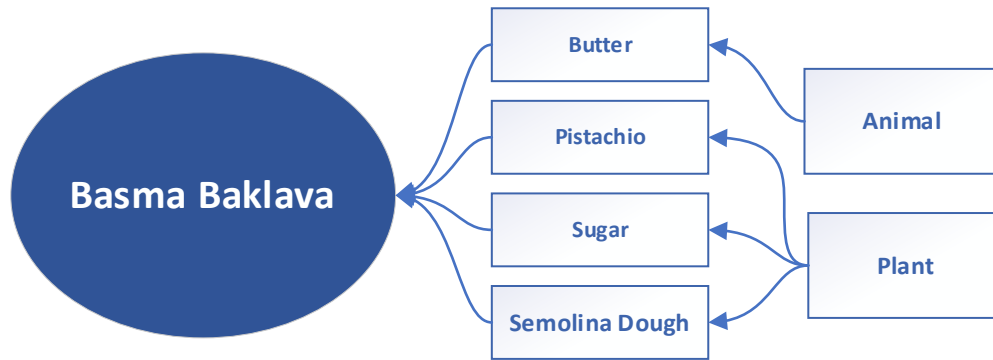 Basma Baklava
Butter
Pistachio
Sugar
Semolina Dough
Animal
Plant